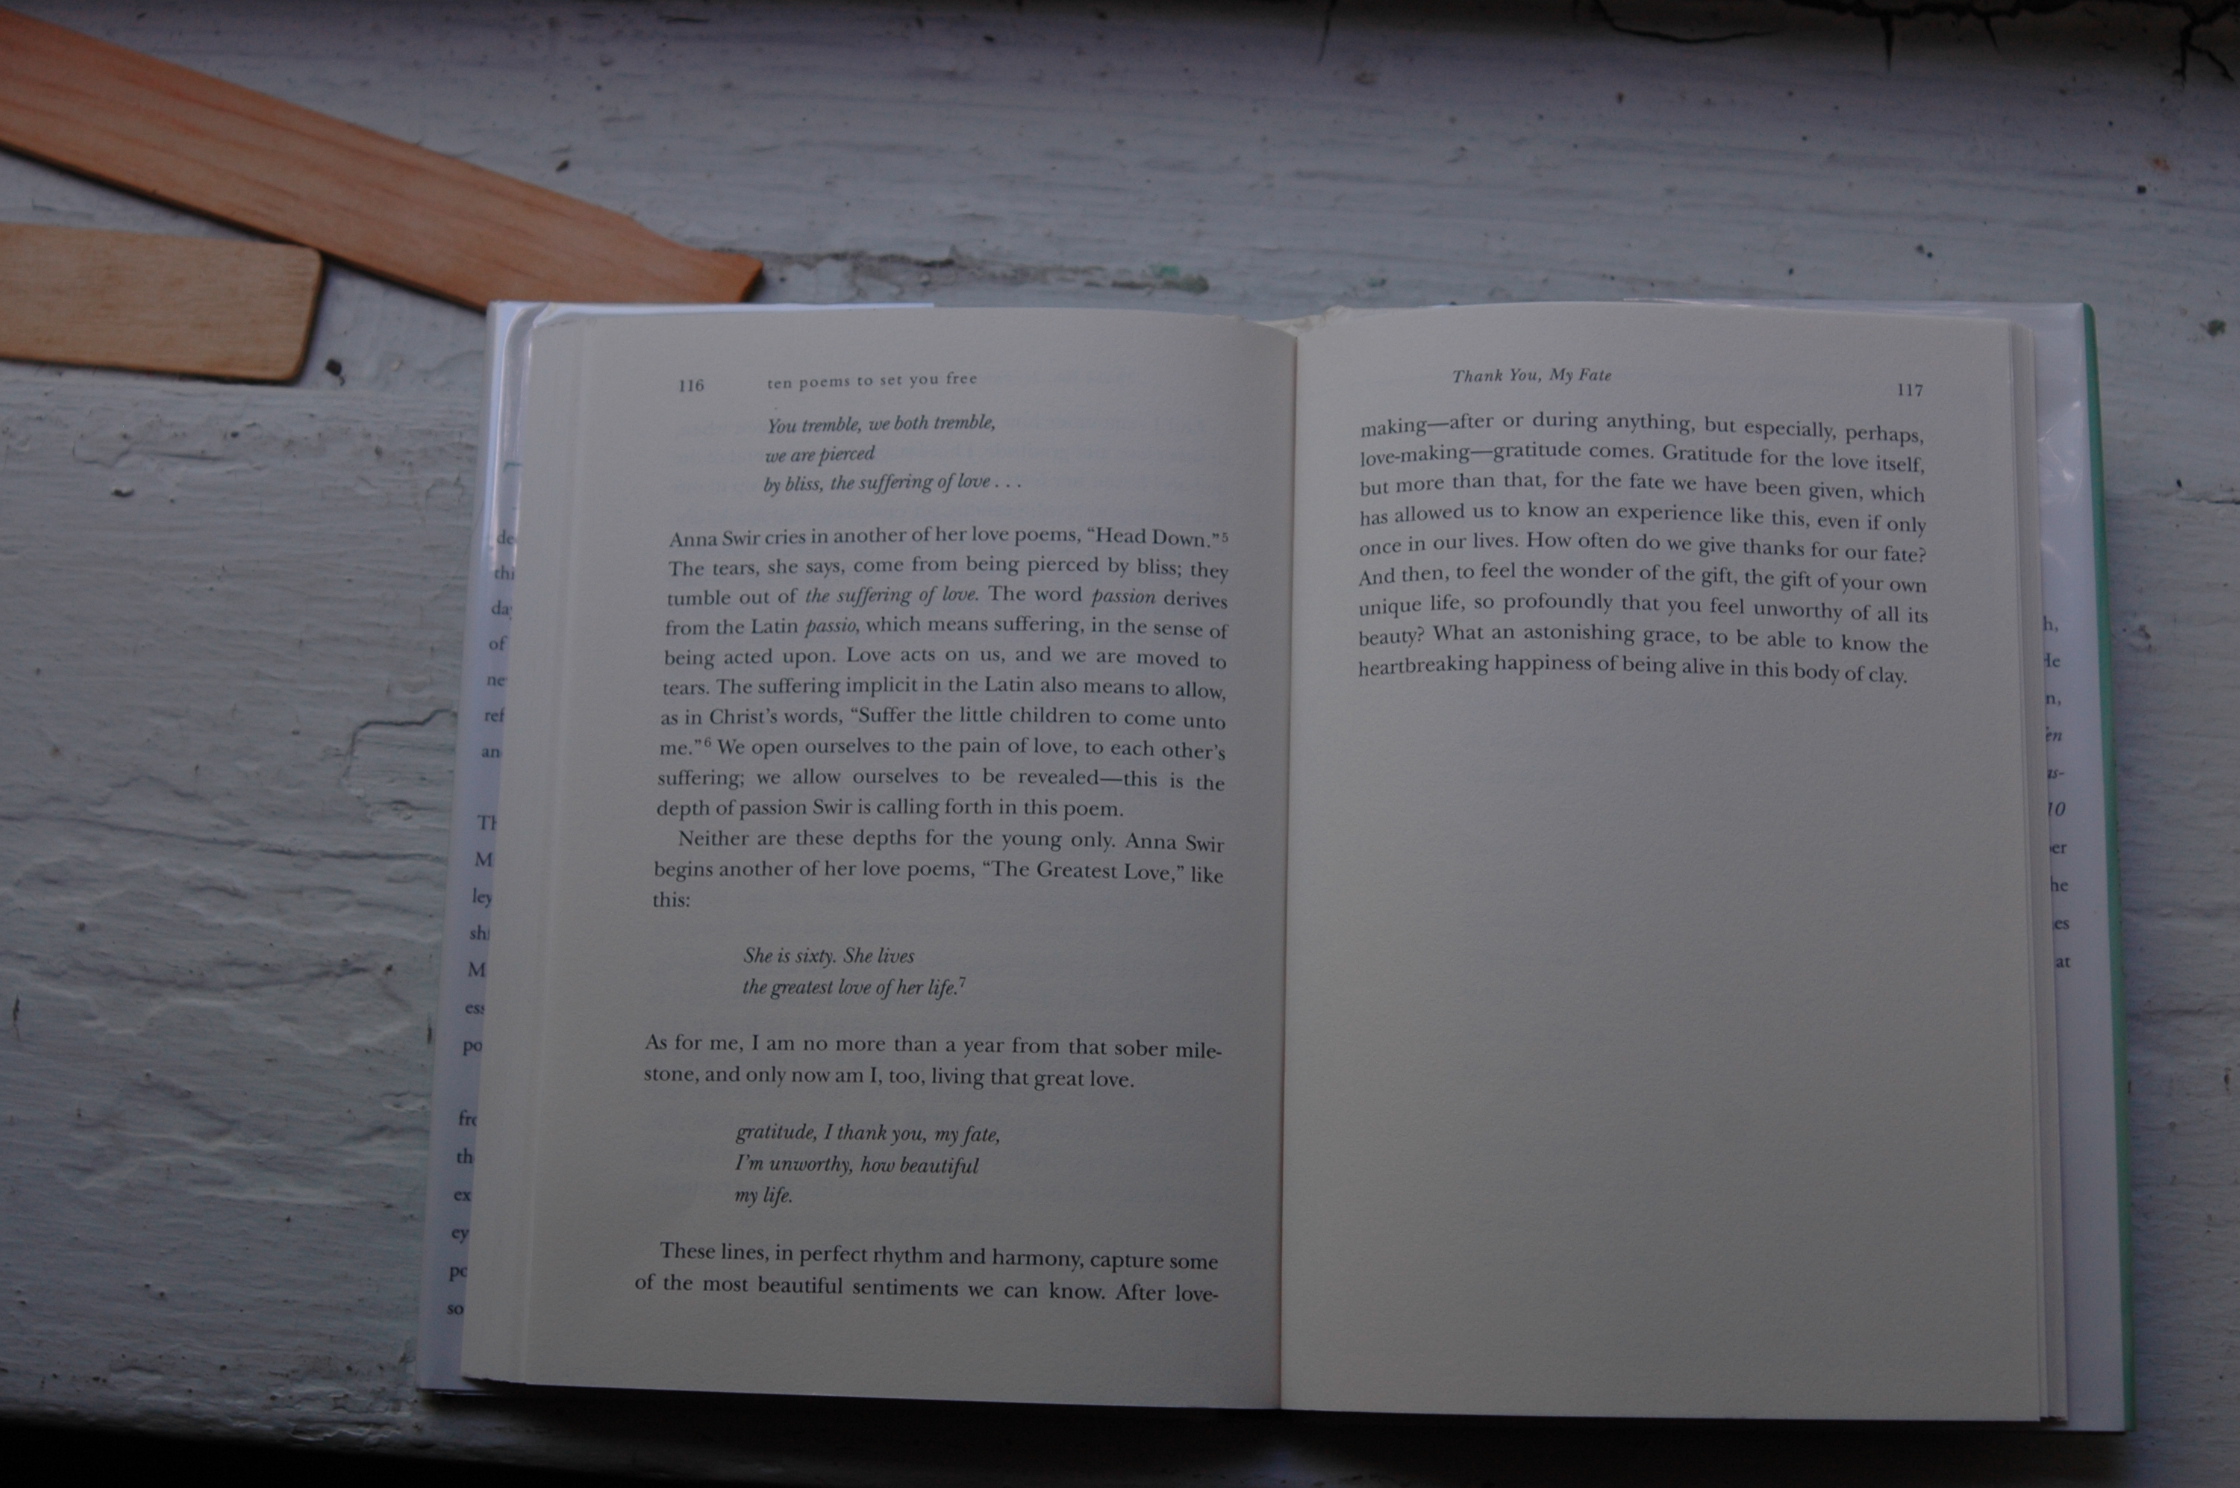 116 ten poems to set you free
You tremble, we both tremble,
we are pierced
by bliss, the suffering of love . . .
Anna Swir cries in another of her love poems, “Head Down.”5
The tears, she says, come from being pierced by bliss; they
tumble out of the suffering of love. The word passion derives
from the Latin passio, which means suffering, in the sense of
being acted upon. Love acts on us, and we are moved to
tears. The suffering implicit in the Latin also means to allow,
as in Christ’s words, “Suffer the little children to come unto
me.”6 We open ourselves to the pain of love, to each other’s
suffering; we allow ourselves to be revealed—this is the
depth of passion Swir is calling forth in this poem.
Neither are these depths for the young only. Anna Swir
begins another of her love poems, “The Greatest Love,” like
this:
She is sixty. She lives
the greatest love of her life.7
As for me, I am no more than a year from that sober mile-
stone, and only now am I, too, living that great love.
gratitude, I thank you, my fate,
I’m unworthy, how beautiful
my life.
These lines, in perfect rhythm and harmony, capture some
of the most beautiful sentiments we can know. After love-
Thank You, My Fate 117
making—after or during anything, but especially, perhaps,
love-making—gratitude comes. Gratitude for the love itself,
but more than that, for the fate we have been given, which
has allowed us to know an experience like this, even if only
once in our lives. How often do we give thanks for our fate?
And then, to feel the wonder of the gift, the gift of your own
unique life, so profoundly that you feel unworthy of all its
beauty? What an astonishing grace, to be able to know the
heartbreaking happiness of being alive in this body of clay.